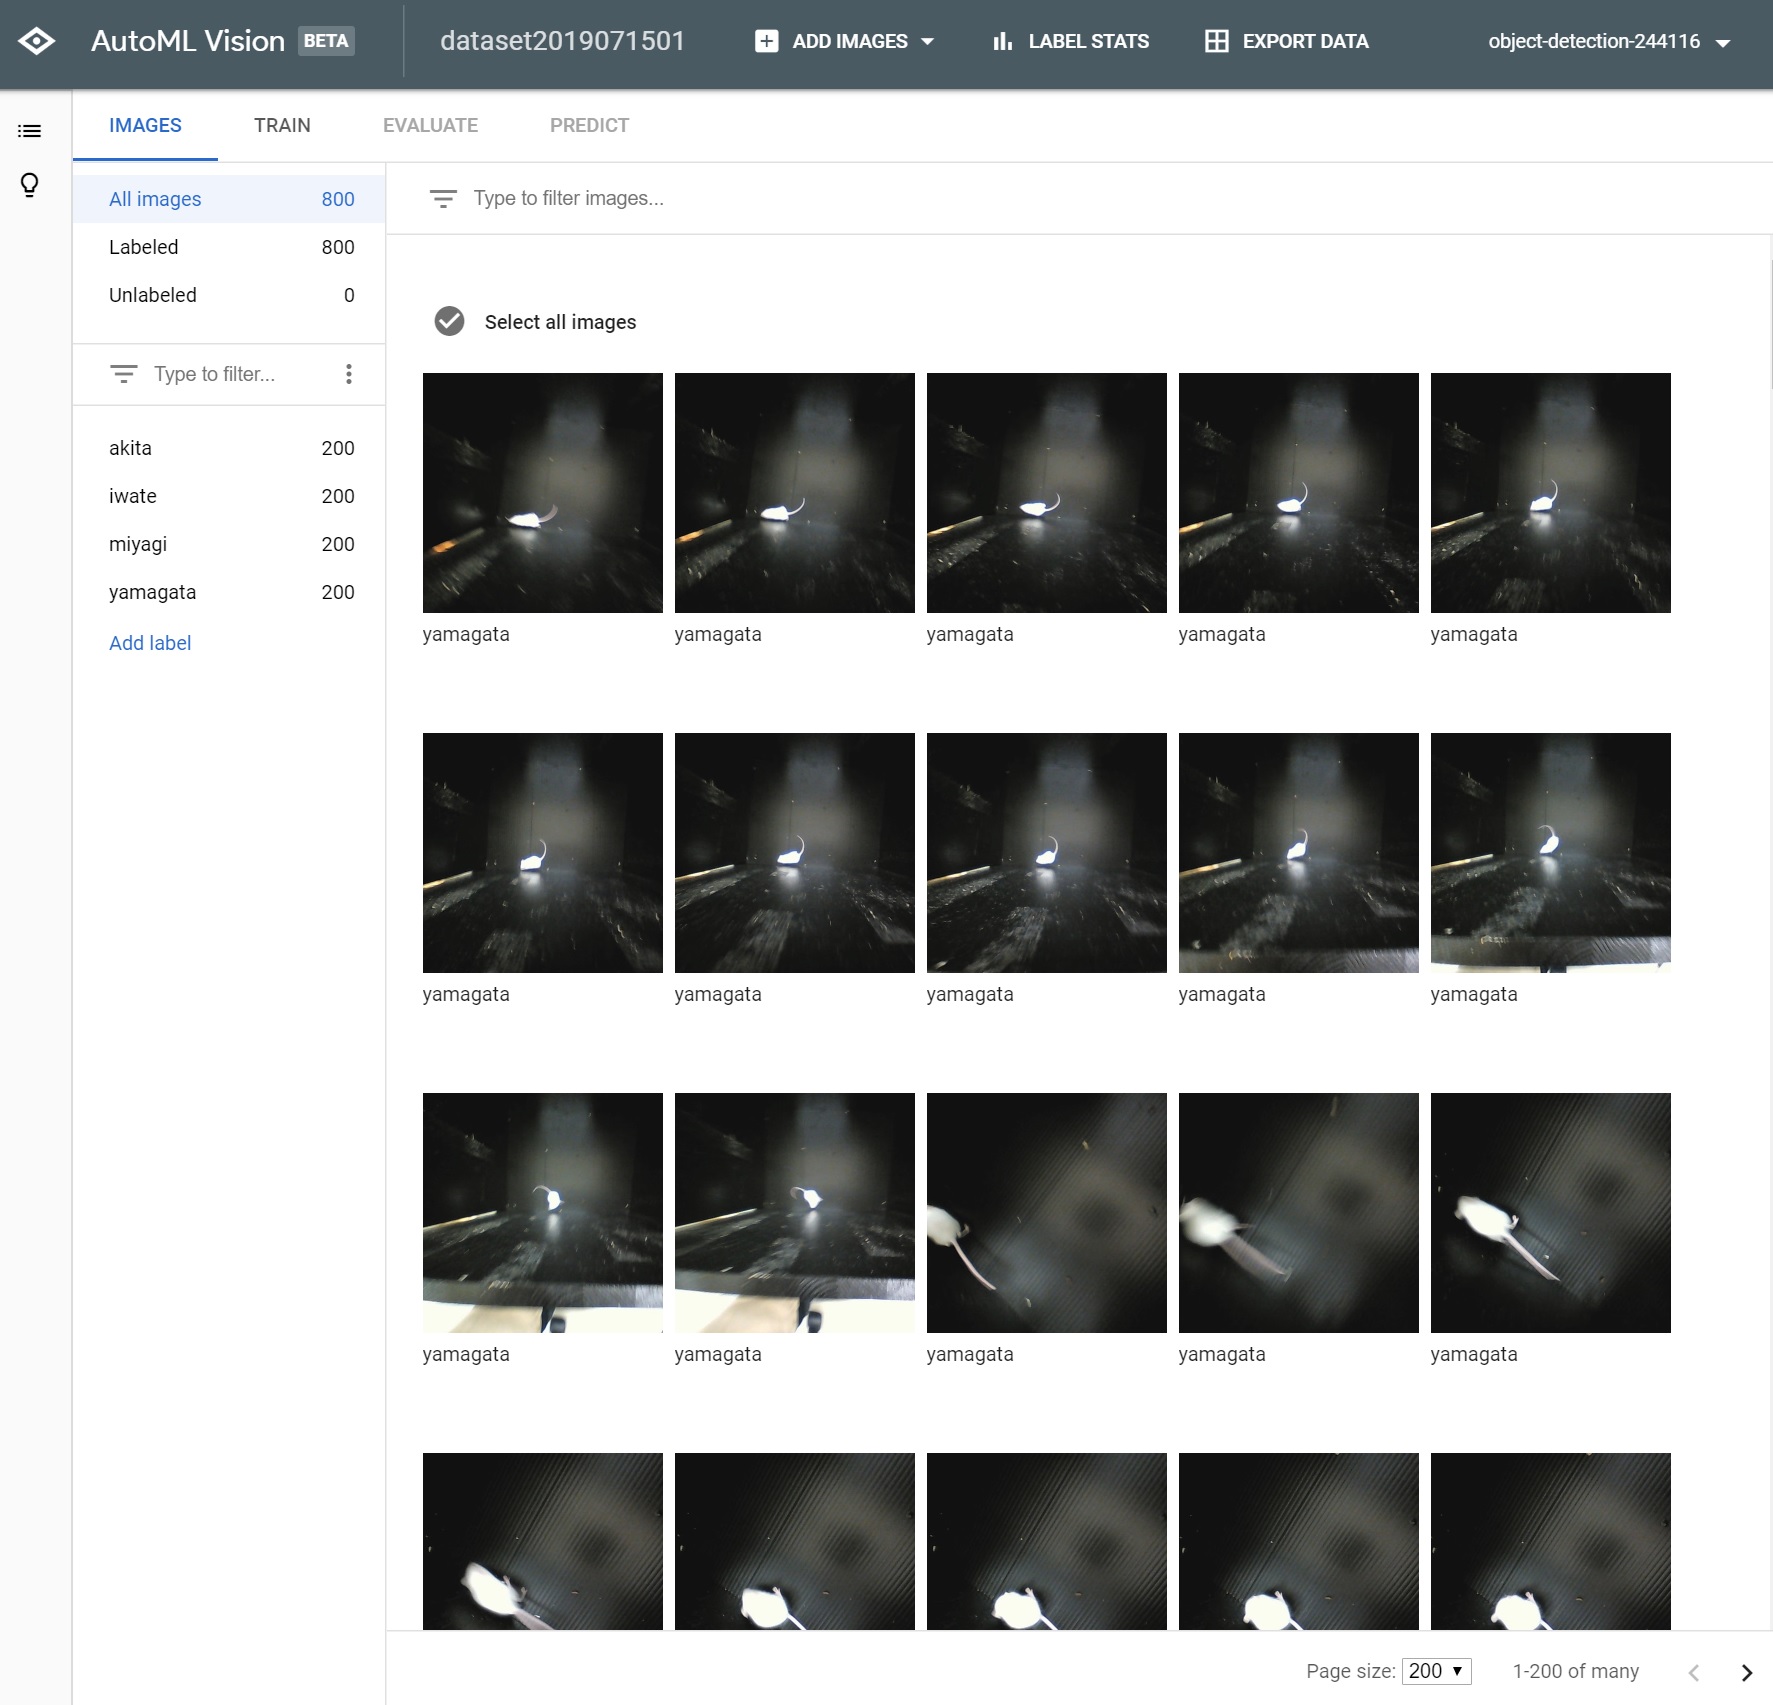 AutoML Vision BETA dataset2019071501 ADD IMAGES LABEL STATS EXPORT DATA object-detection-244116
IMAGES TRAIN EVALUATE PREDICT
All images 800
Labeled 800
Unlabeled 0
Type to filter...
akita 200
iwate 200
miyagi 200
yamagata 200
Add label
Type to filter images...
Select all images
yamagata yamagata yamagata yamagata yamagata
yamagata yamagata yamagata yamagata yamagata
yamagata yamagata yamagata yamagata yamagata
Page size: 200 1-200 of many